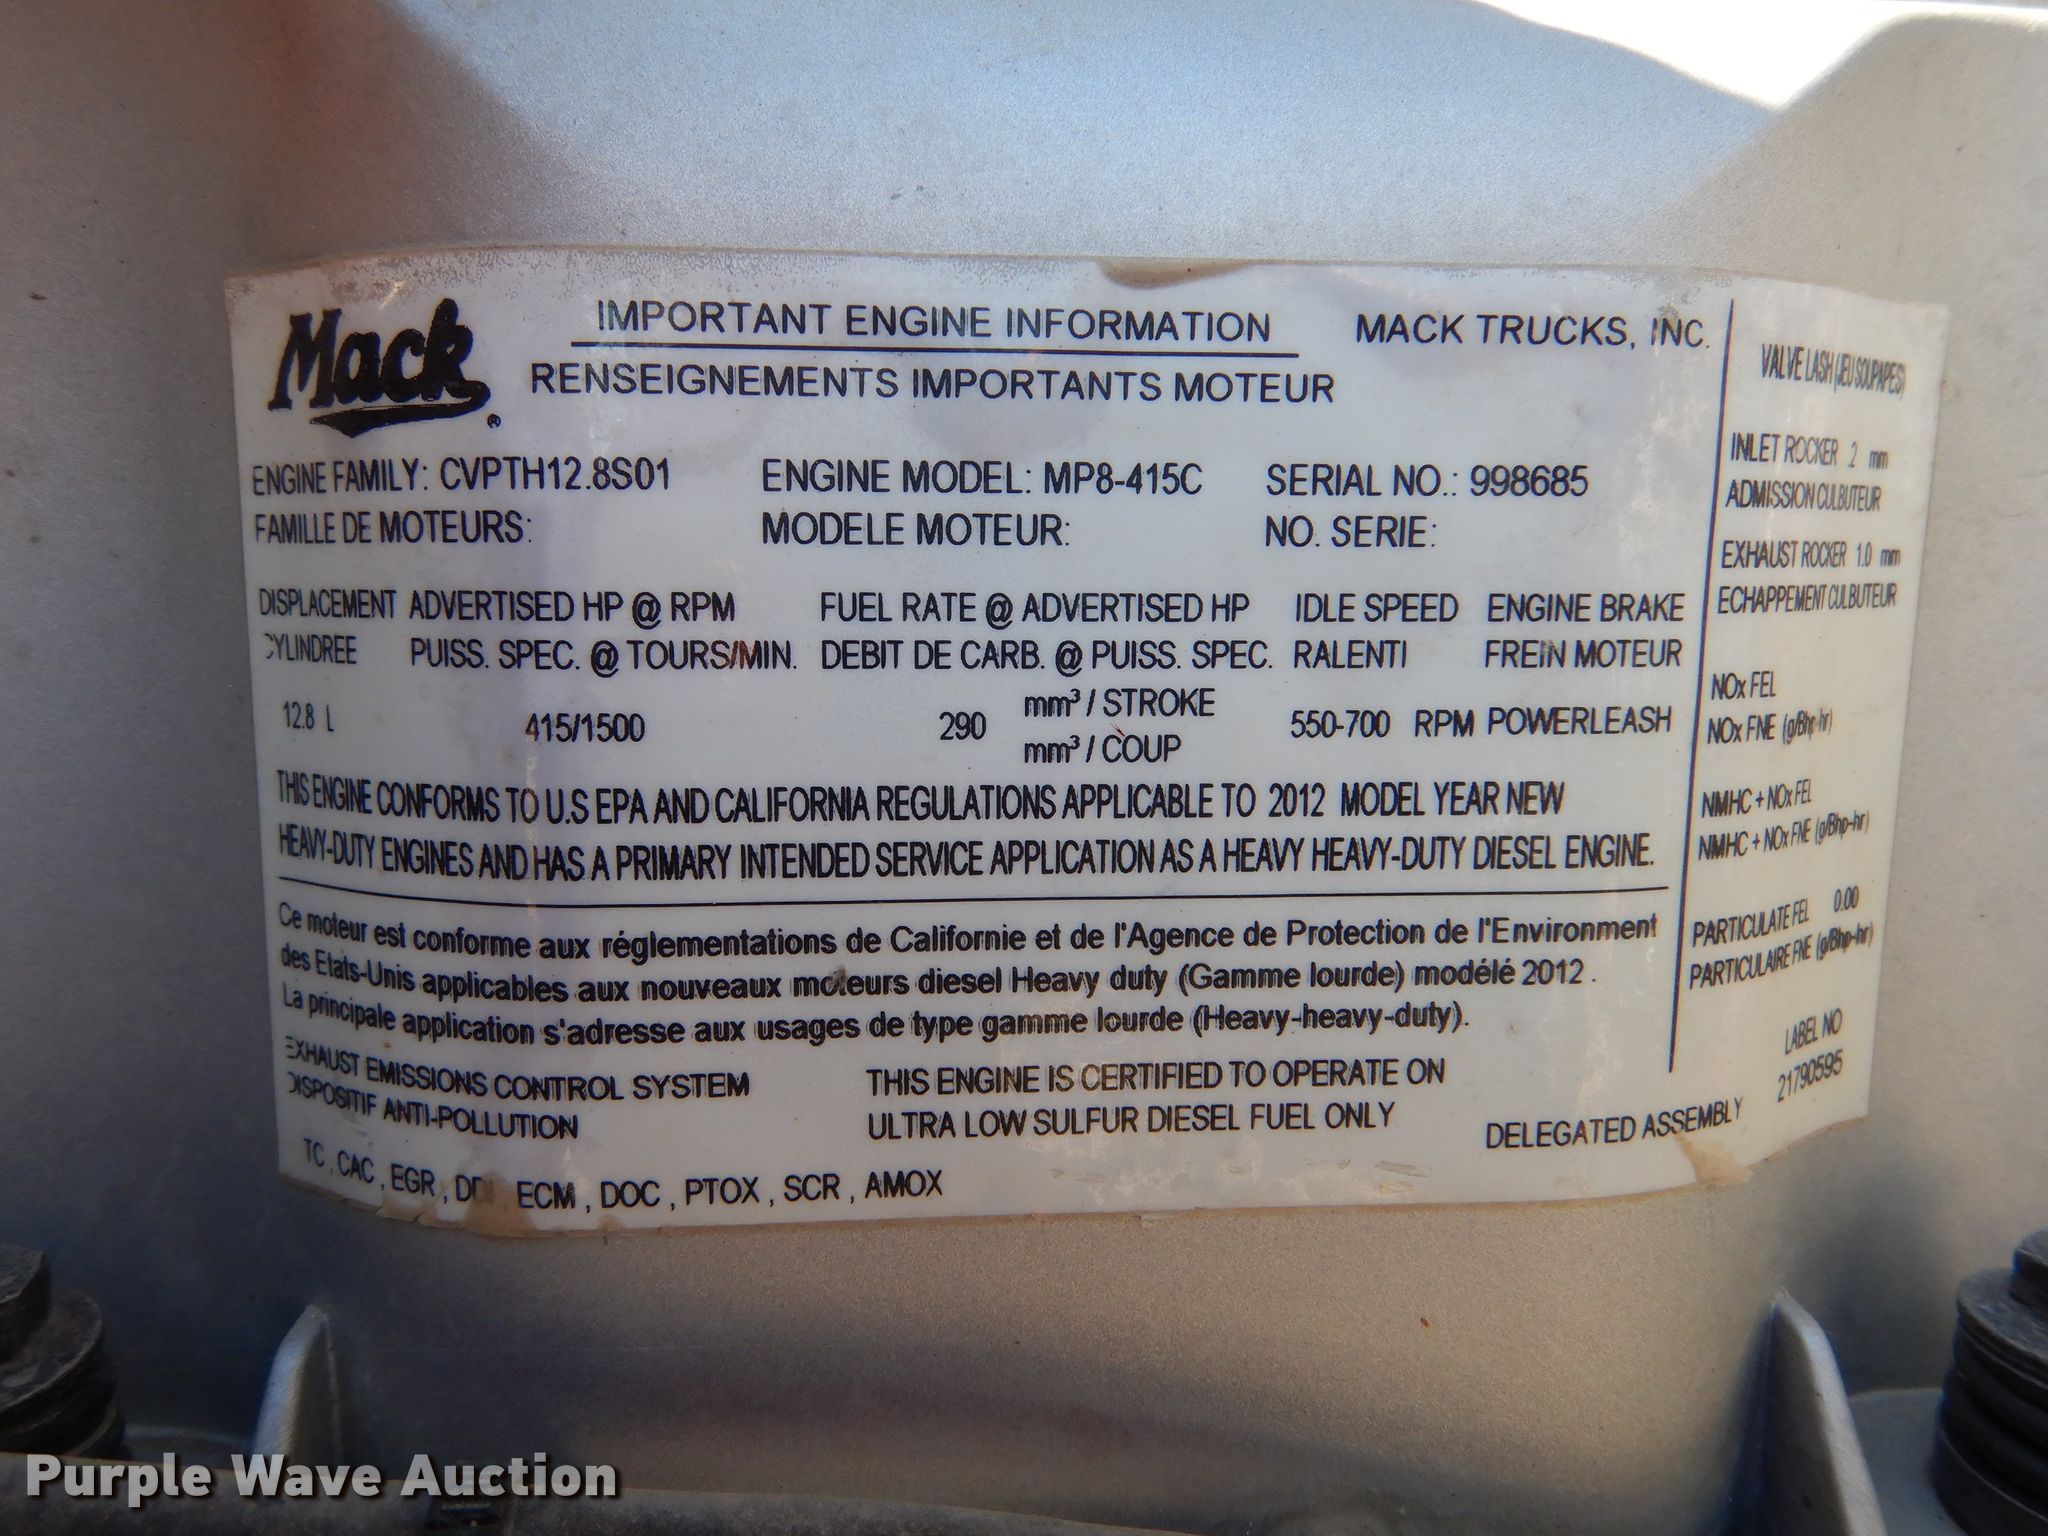 Mack®
IMPORTANT ENGINE INFORMATION
MACK TRUCKS, INC.
RENSEIGNEMENTS IMPORTANTS MOTEUR
ENGINE FAMILY: CVPTH12.8S01 ENGINE MODEL: MP8-415C SERIAL NO.: 998685
FAMILLE DE MOTEURS: MODELE MOTEUR: NO. SERIE:
DISPLACEMENT ADVERTISED HP @ RPM FUEL RATE @ ADVERTISED HP IDLE SPEED ENGINE BRAKE
CYLINDREE PUISS. SPEC. @ TOURS/MIN. DEBIT DE CARB. @ PUISS. SPEC. RALENTI FREIN MOTEUR
12.8 L 415/1500 290 mm³ / STROKE 550-700 RPM POWERLEASH
mm³ / COUP
THIS ENGINE CONFORMS TO U.S EPA AND CALIFORNIA REGULATIONS APPLICABLE TO 2012 MODEL YEAR NEW
HEAVY-DUTY ENGINES AND HAS A PRIMARY INTENDED SERVICE APPLICATION AS A HEAVY HEAVY-DUTY DIESEL ENGINE.
Ce moteur est conforme aux réglementations de Californie et de l'Agence de Protection de l'Environment
des Etats-Unis applicables aux nouveaux moteurs diesel Heavy duty (Gamme lourde) modélé 2012 .
La principale application s'adresse aux usages de type gamme lourde (Heavy-heavy-duty).
EXHAUST EMISSIONS CONTROL SYSTEM
DISPOSITIF ANTI-POLLUTION
TC , CAC , EGR , ECM , DOC , PTOX , SCR , AMOX
THIS ENGINE IS CERTIFIED TO OPERATE ON
ULTRA LOW SULFUR DIESEL FUEL ONLY
DELEGATED ASSEMBLY
VALVE LASH (JEU SOUPAPES)
INLET ROCKER .2 mm
ADMISSION CULBUTEUR
EXHAUST ROCKER 1.0 mm
ECHAPPEMENT CULBUTEUR
NOx FEL
NOx FNE (g/Bhp-hr)
NMHC + NOx FEL
NMHC + NOx FNE (g/Bhp-hr)
PARTICULATE FEL 0.00
PARTICULAIRE FNE (g/Bhp-hr)
LABEL NO
21790595
Purple Wave Auction